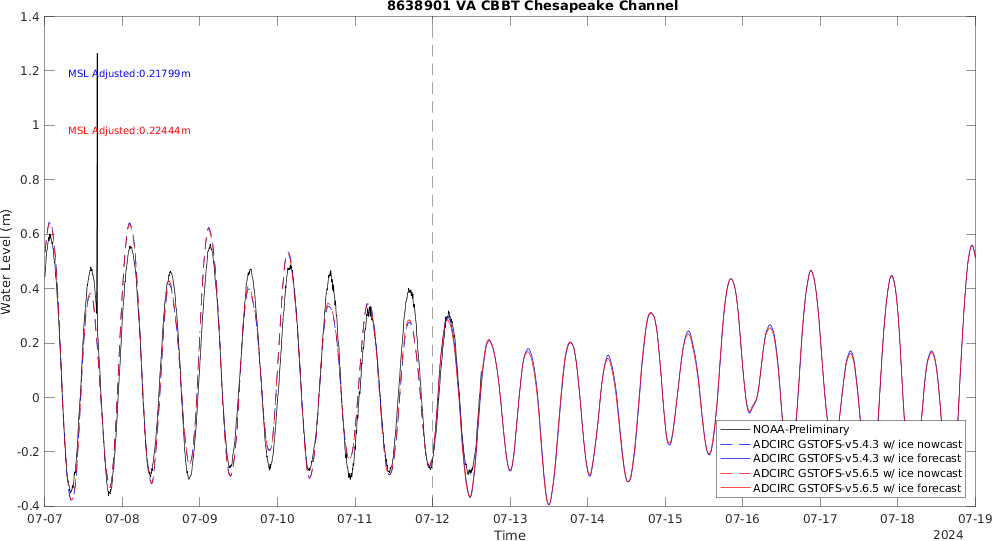 8638901 VA CBBT Chesapeake Channel
1.4
1.2
1
0.8
0.6
0.4
0.2
0
-0.2
-0.4
Water Level (m)
MSL Adjusted:0.21799m
MSL Adjusted:0.22444m
NOAA-Preliminary
ADCIRC GSTOFS-v5.4.3 w/ ice nowcast
ADCIRC GSTOFS-v5.4.3 w/ ice forecast
ADCIRC GSTOFS-v5.6.5 w/ ice nowcast
ADCIRC GSTOFS-v5.6.5 w/ ice forecast
07-07 07-08 07-09 07-10 07-11 07-12 07-13 07-14 07-15 07-16 07-17 07-18 07-19
Time
2024